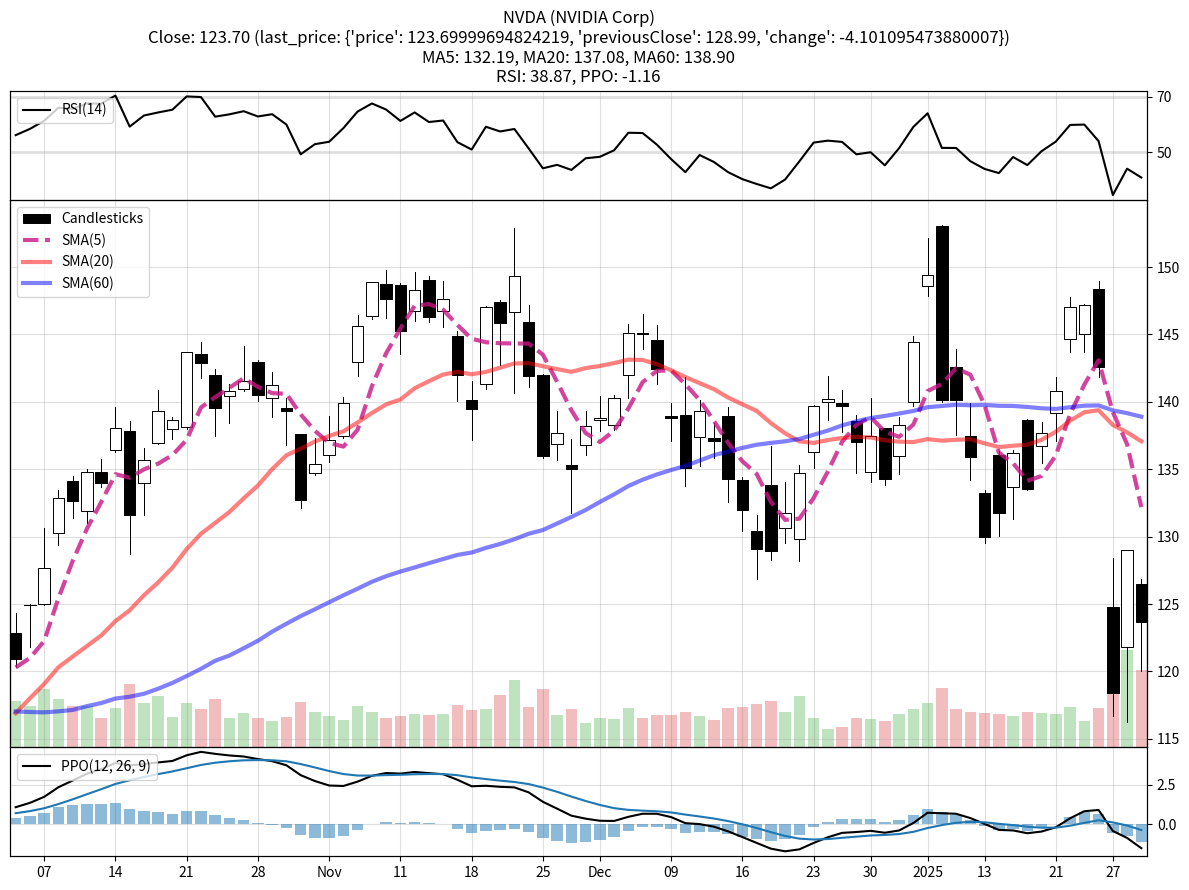 NVDA (NVIDIA Corp)
Close: 123.70 (last_price: {'price': 123.69999694824219, 'previousClose': 128.99, 'change': -4.101095473880007})
MA5: 132.19, MA20: 137.08, MA60: 138.90
RSI: 38.87, PPO: -1.16
RSI(14)
70
50
Candlesticks
SMA(5)
SMA(20)
SMA(60)
150
145
140
135
130
125
120
115
PPO(12, 26, 9)
2.5
0.0
07 14 21 28 Nov 11 18 25 Dec 09 16 23 30 2025 13 21 27